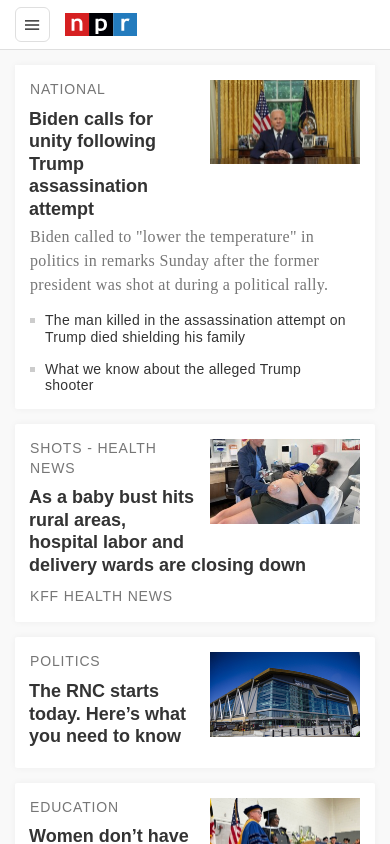 npr
NATIONAL
Biden calls for
unity following
Trump
assassination
attempt
Biden called to "lower the temperature" in
politics in remarks Sunday after the former
president was shot at during a political rally.
The man killed in the assassination attempt on
Trump died shielding his family
What we know about the alleged Trump
shooter
SHOTS - HEALTH
NEWS
As a baby bust hits
rural areas,
hospital labor and
delivery wards are closing down
KFF HEALTH NEWS
POLITICS
The RNC starts
today. Here’s what
you need to know
EDUCATION
Women don’t have